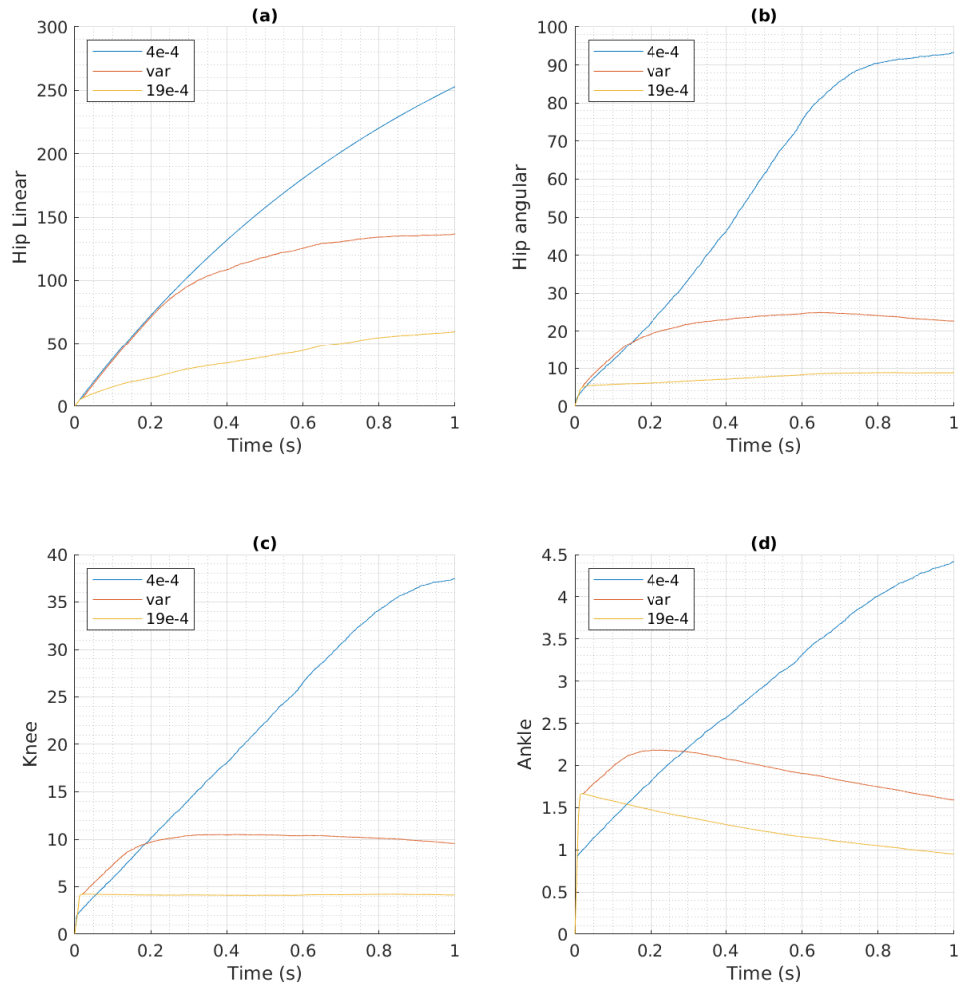 (a)
300
250
200
150
100
50
0
Hip Linear
4e-4
var
19e-4
0 0.2 0.4 0.6 0.8 1
Time (s)
(b)
100
90
80
70
60
50
40
30
20
10
0
Hip angular
4e-4
var
19e-4
0 0.2 0.4 0.6 0.8 1
Time (s)
(c)
40
35
30
25
20
15
10
5
0
Knee
4e-4
var
19e-4
0 0.2 0.4 0.6 0.8 1
Time (s)
(d)
4.5
4
3.5
3
2.5
2
1.5
1
0.5
0
Ankle
4e-4
var
19e-4
0 0.2 0.4 0.6 0.8 1
Time (s)